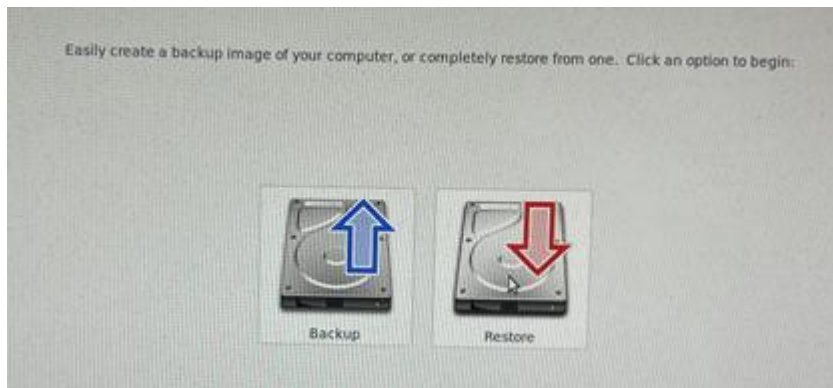 Easily create a backup image of your computer, or completely restore from one. Click an option to begin:
Backup
Restore